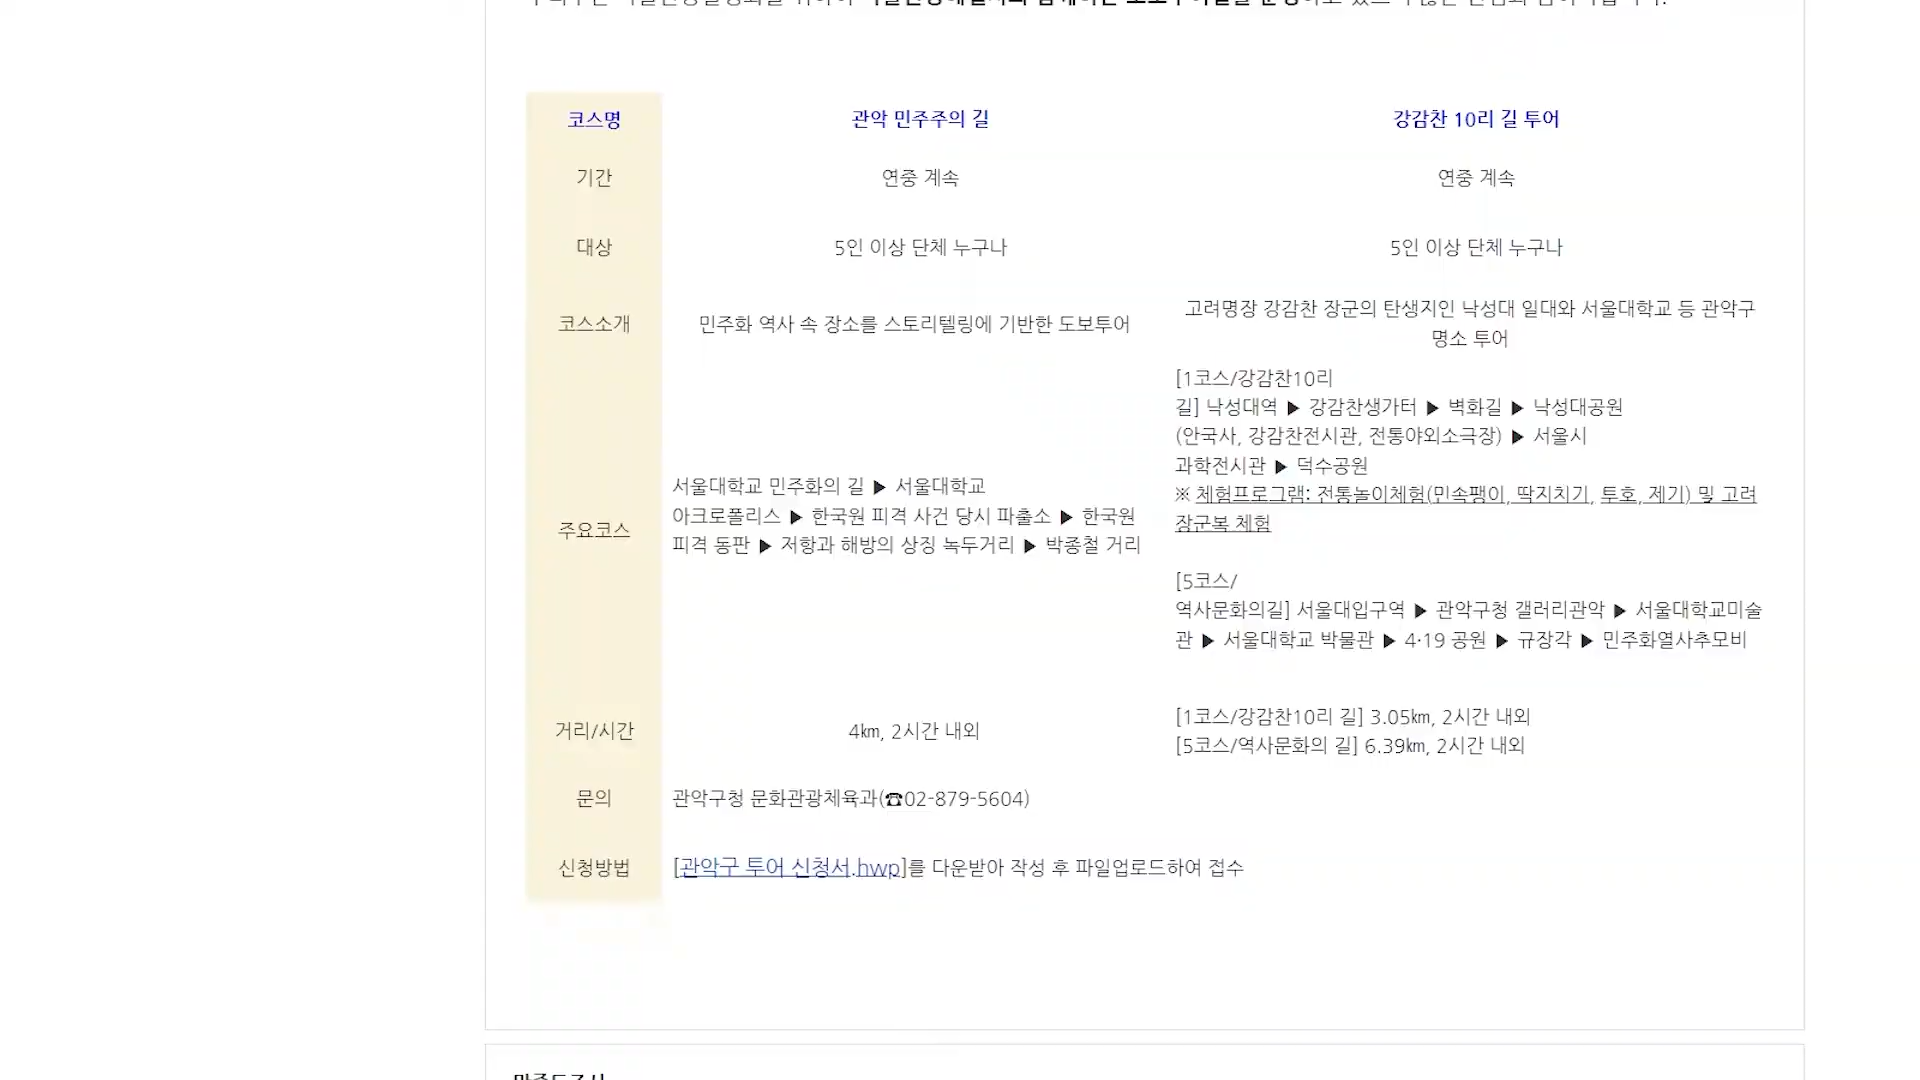 코스명 관악 민주주의 길 강감찬 10리 길 투어
기간 연중 계속 연중 계속
대상 5인 이상 단체 누구나 5인 이상 단체 누구나
코스소개 민주화 역사 속 장소를 스토리텔링에 기반한 도보투어
고려명장 강감찬 장군의 탄생지인 낙성대 일대와 서울대학교 등 관악구
명소 투어
주요코스
서울대학교 민주화의 길 ▶ 서울대학교
아크로폴리스 ▶ 한국원 피격 사건 당시 파출소 ▶ 한국원
피격 동판 ▶ 저항과 해방의 상징 녹두거리 ▶ 박종철 거리
[1코스/강감찬10리
길] 낙성대역 ▶ 강감찬생가터 ▶ 벽화길 ▶ 낙성대공원
(안국사, 강감찬전시관, 전통야외소극장) ▶ 서울시
과학전시관 ▶ 덕수공원
※ 체험프로그램: 전통놀이체험(민속팽이, 딱지치기, 투호, 제기) 및 고려
장군복 체험
[5코스/
역사문화의길] 서울대입구역 ▶ 관악구청 갤러리관악 ▶ 서울대학교미술
관 ▶ 서울대학교 박물관 ▶ 4·19 공원 ▶ 규장각 ▶ 민주화열사추모비
거리/시간 4㎞, 2시간 내외
[1코스/강감찬10리 길] 3.05㎞, 2시간 내외
[5코스/역사문화의 길] 6.39㎞, 2시간 내외
문의 관악구청 문화관광체육과(☎02-879-5604)
신청방법 [관악구 투어 신청서.hwp]를 다운받아 작성 후 파일업로드하여 접수